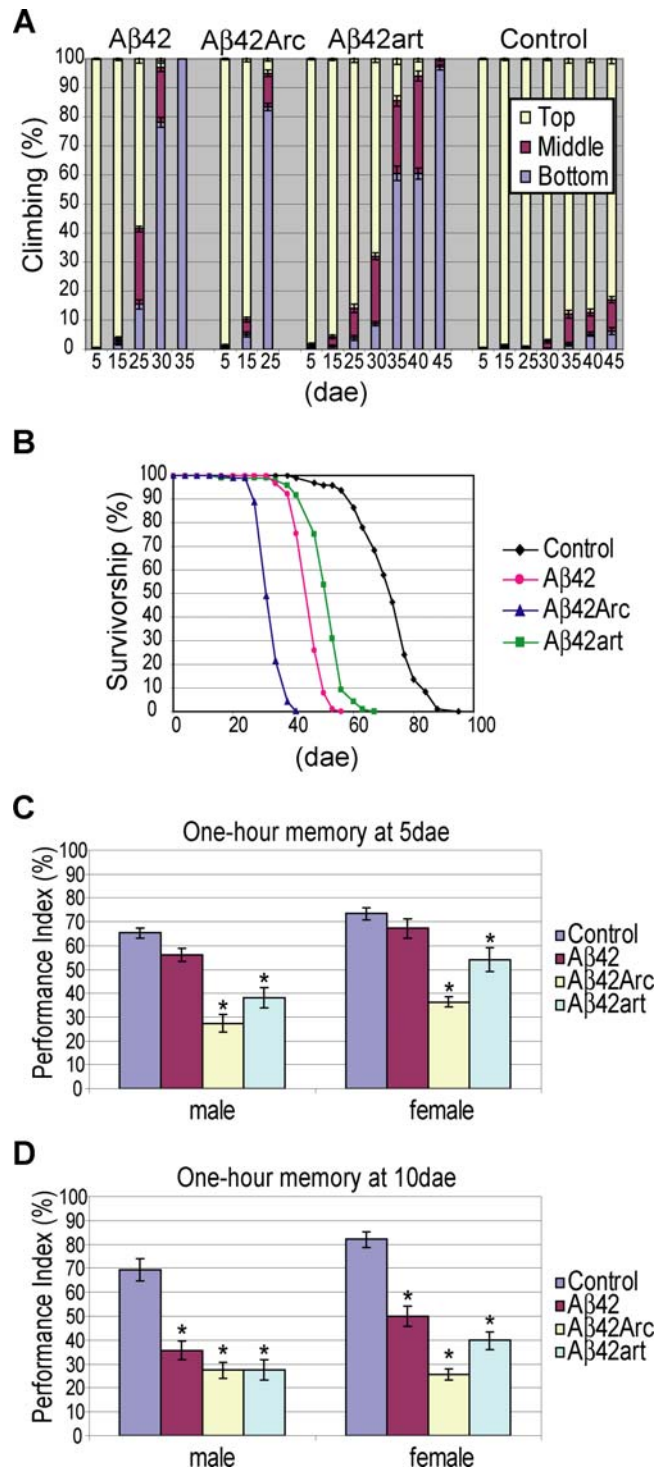 A
Aβ42 Aβ42Arc Aβ42art Control
Climbing (%)
100
90
80
70
60
50
40
30
20
10
0
Top
Middle
Bottom
5 15 25 30 35 5 15 25 5 15 25 30 35 40 45 5 15 25 30 35 40 45
(dae)
B
Survivorship (%)
100
90
80
70
60
50
40
30
20
10
0
0 20 40 60 80 100
(dae)
Control
Aβ42
Aβ42Arc
Aβ42art
C
One-hour memory at 5dae
Performance Index (%)
100
90
80
70
60
50
40
30
20
10
0
* * * *
male female
Control
Aβ42
Aβ42Arc
Aβ42art
D
One-hour memory at 10dae
Performance Index (%)
100
90
80
70
60
50
40
30
20
10
0
* * * * * *
male female
Control
Aβ42
Aβ42Arc
Aβ42art